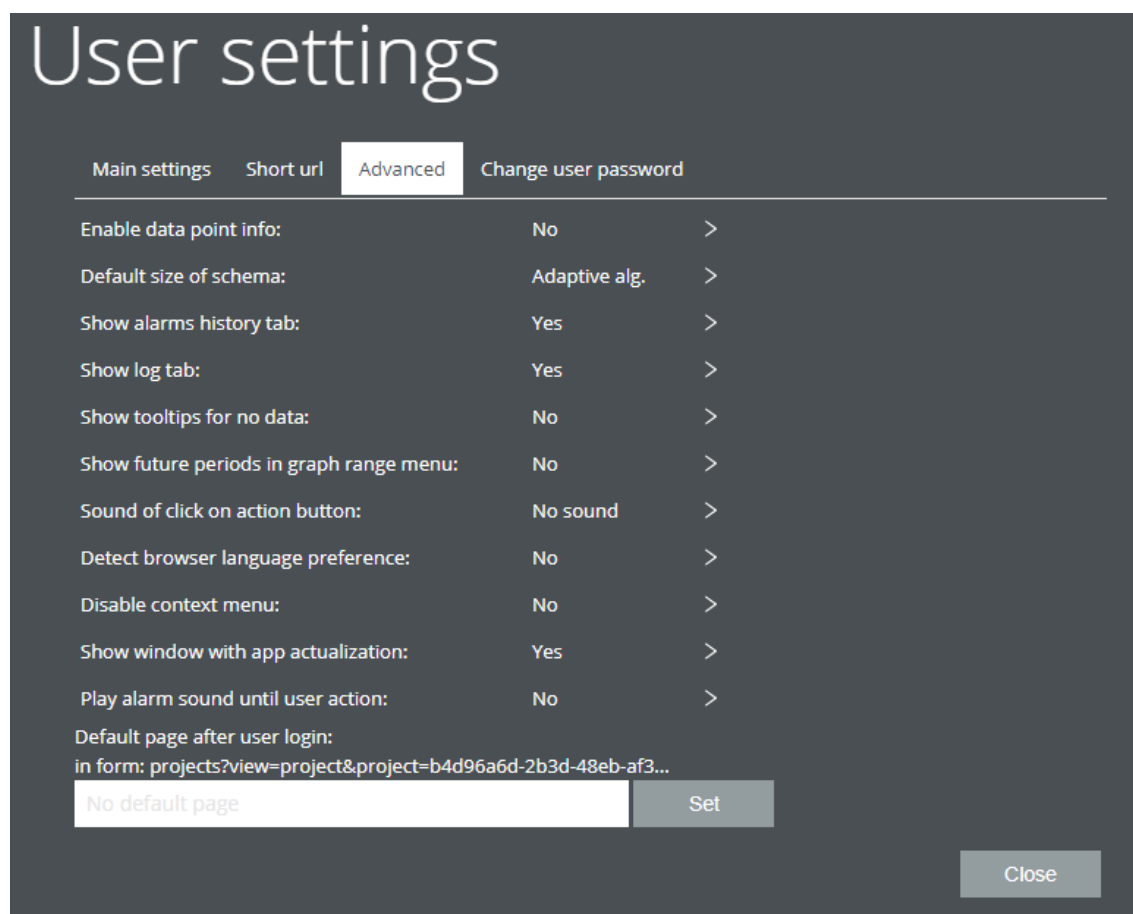 User settings
Main settings Short url Advanced Change user password
Enable data point info: No >
Default size of schema: Adaptive alg. >
Show alarms history tab: Yes >
Show log tab: Yes >
Show tooltips for no data: No >
Show future periods in graph range menu: No >
Sound of click on action button: No sound >
Detect browser language preference: No >
Disable context menu: No >
Show window with app actualization: Yes >
Play alarm sound until user action: No >
Default page after user login:
in form: projects?view=project&project=b4d96a6d-2b3d-48eb-af3...
No default page Set
Close